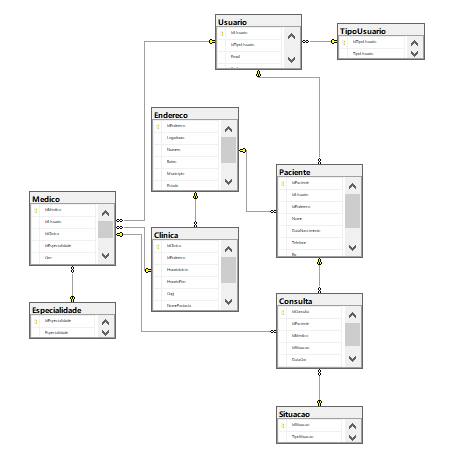 Usuario
IdUsuario
IdTipoUsuario
Email
TipoUsuario
IdTipoUsuario
TipoUsuario
Endereco
IdEndereco
Logradouro
Numero
Bairro
Municipio
Estado
Paciente
IdPaciente
IdUsuario
IdEndereco
Nome
DataNascimento
Telefone
Rg
Medico
IdMedico
IdUsuario
IdClinica
IdEspecialidade
Crm
Clinica
IdClinica
IdEndereco
HorarioInicio
HorarioFim
Cnpj
NomeFantasia
Especialidade
IdEspecialidade
Especialidade
Consulta
IdConsulta
IdPaciente
IdMedico
IdSituacao
DataCon
Situacao
IdSituacao
TipoSituacao